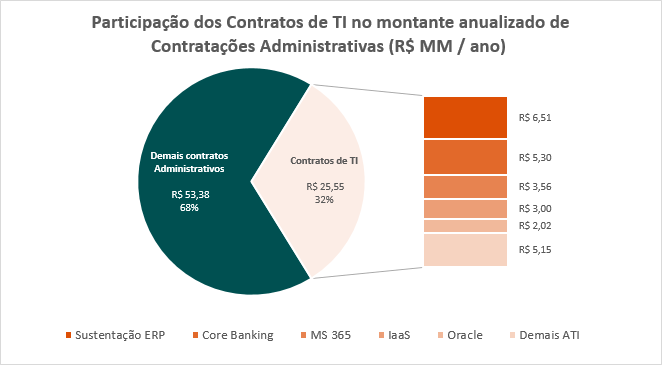 Participação dos Contratos de TI no montante anualizado de
Contratações Administrativas (R$ MM / ano)
Demais contratos
Administrativos
R$ 53,38
68%
Contratos de TI
R$ 25,55
32%
R$ 6,51
R$ 5,30
R$ 3,56
R$ 3,00
R$ 2,02
R$ 5,15
Sustentação ERP Core Banking MS 365 IaaS Oracle Demais ATI